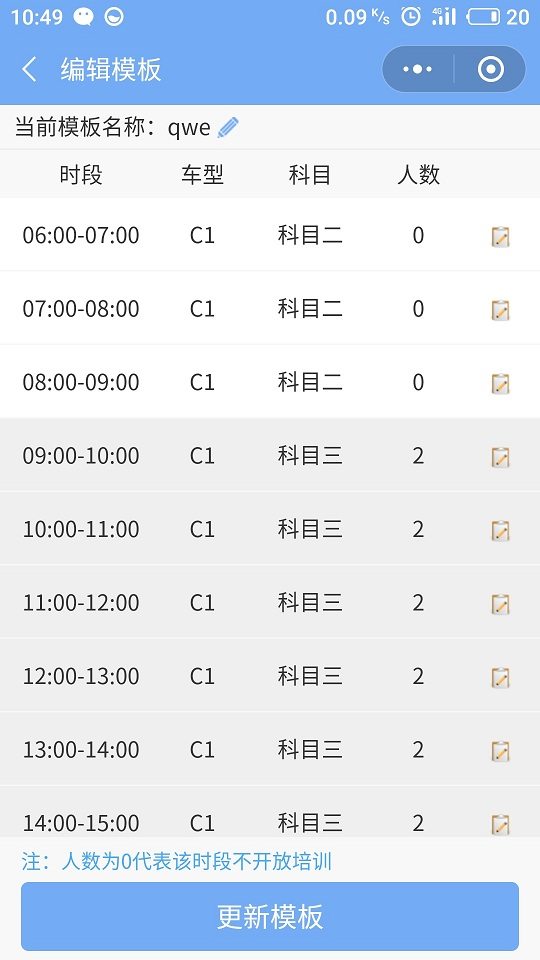 10:49 0.09 K/s 4G 20
编辑模板
当前模板名称：qwe
时段 车型 科目 人数
06:00-07:00 C1 科目二 0
07:00-08:00 C1 科目二 0
08:00-09:00 C1 科目二 0
09:00-10:00 C1 科目三 2
10:00-11:00 C1 科目三 2
11:00-12:00 C1 科目三 2
12:00-13:00 C1 科目三 2
13:00-14:00 C1 科目三 2
14:00-15:00 C1 科目三 2
注：人数为0代表该时段不开放培训
更新模板